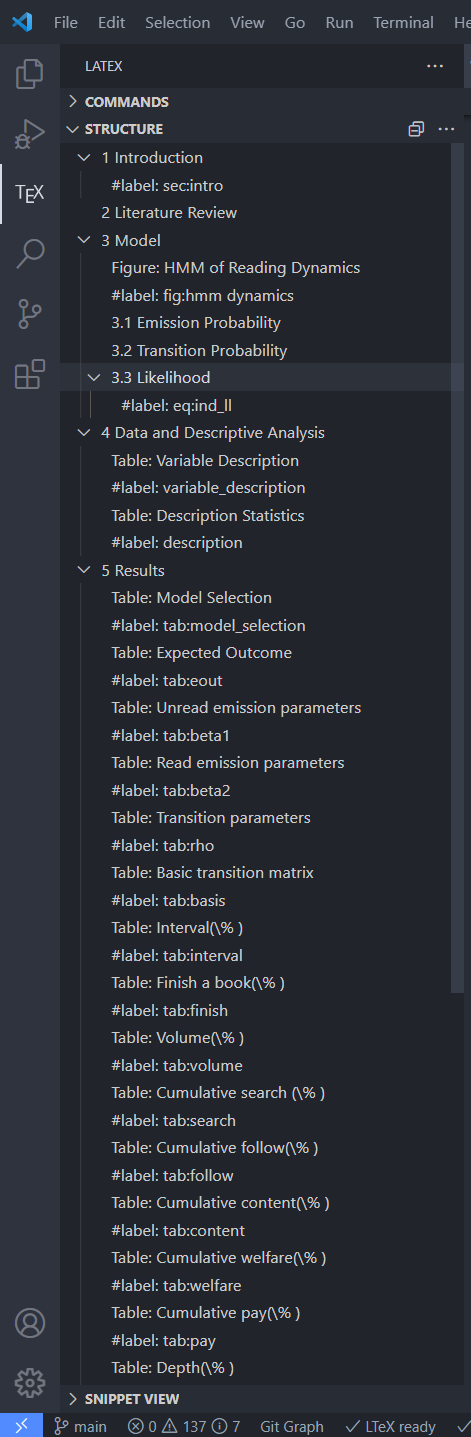 File Edit Selection View Go Run Terminal He
LATEX
COMMANDS
STRUCTURE
TEX
1 Introduction
#label: sec:intro
2 Literature Review
3 Model
Figure: HMM of Reading Dynamics
#label: fig:hmm dynamics
3.1 Emission Probability
3.2 Transition Probability
3.3 Likelihood
#label: eq:ind_ll
4 Data and Descriptive Analysis
Table: Variable Description
#label: variable_description
Table: Description Statistics
#label: description
5 Results
Table: Model Selection
#label: tab:model_selection
Table: Expected Outcome
#label: tab:eout
Table: Unread emission parameters
#label: tab:beta1
Table: Read emission parameters
#label: tab:beta2
Table: Transition parameters
#label: tab:rho
Table: Basic transition matrix
#label: tab:basis
Table: Interval(\% )
#label: tab:interval
Table: Finish a book(\% )
#label: tab:finish
Table: Volume(\% )
#label: tab:volume
Table: Cumulative search (\% )
#label: tab:search
Table: Cumulative follow(\% )
#label: tab:follow
Table: Cumulative content(\% )
#label: tab:content
Table: Cumulative welfare(\% )
#label: tab:welfare
Table: Cumulative pay(\% )
#label: tab:pay
Table: Depth(\% )
SNIPPET VIEW
main 0 137 7 Git Graph LTeX ready